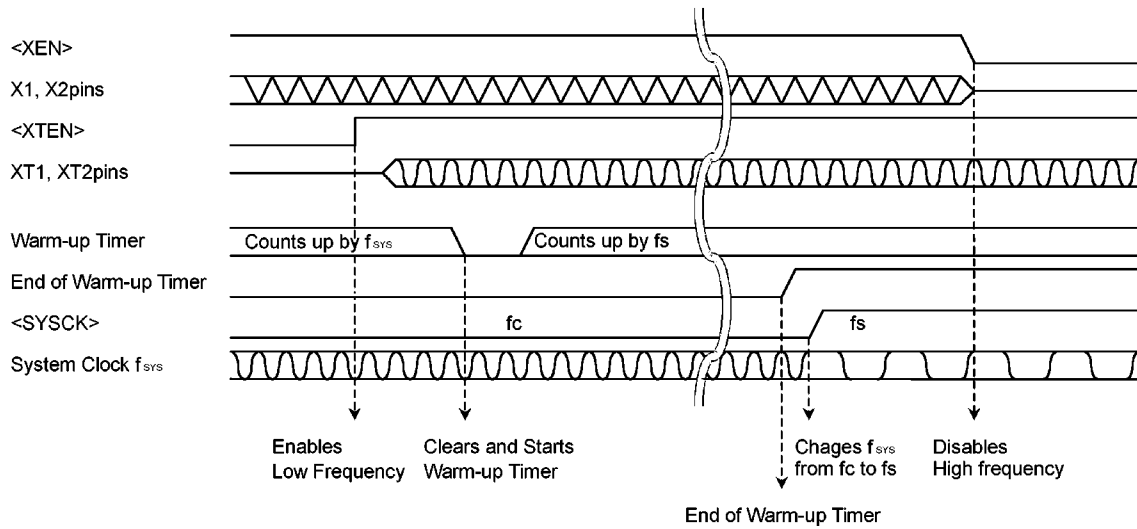 <XEN>
X1, X2pins
<XTEN>
XT1, XT2pins
Warm-up Timer
Counts up by fSYS
Counts up by fs
End of Warm-up Timer
<SYSCK>
fc
fs
System Clock fSYS
Enables
Low Frequency
Clears and Starts
Warm-up Timer
Chages fSYS
from fc to fs
Disables
High frequency
End of Warm-up Timer